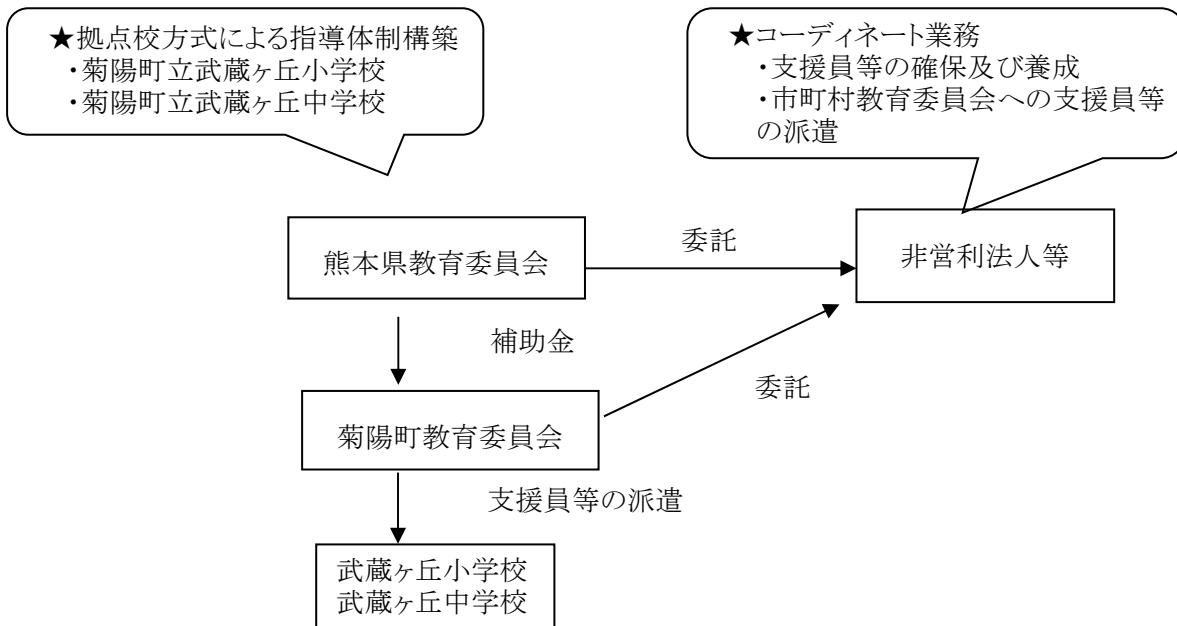 ★拠点校方式による指導体制構築
・菊陽町立武蔵ヶ丘小学校
・菊陽町立武蔵ヶ丘中学校
★コーディネート業務
・支援員等の確保及び養成
・市町村教育委員会への支援員等
の派遣
熊本県教育委員会
委託
非営利法人等
補助金
委託
菊陽町教育委員会
支援員等の派遣
武蔵ヶ丘小学校
武蔵ヶ丘中学校